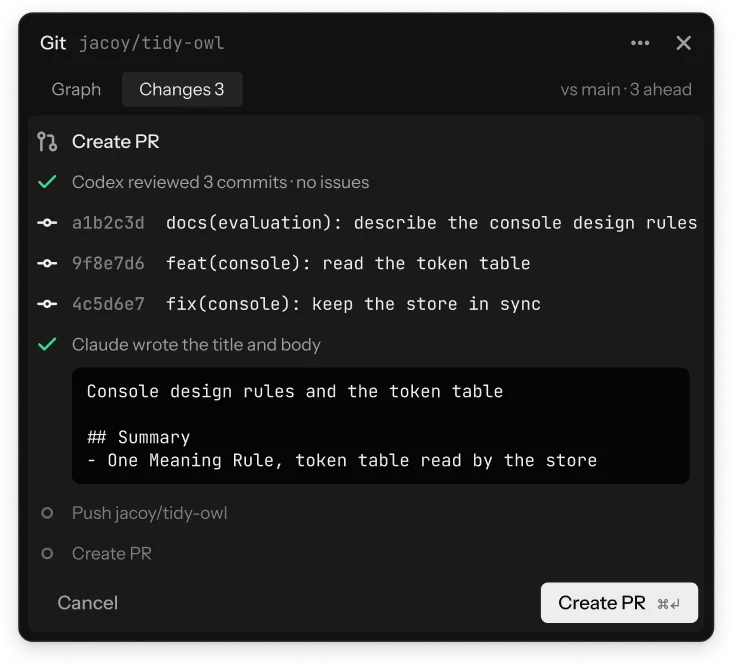 Git jacoy/tidy-owl
Graph Changes 3 vs main · 3 ahead
Create PR
Codex reviewed 3 commits · no issues
a1b2c3d docs(evaluation): describe the console design rules
9f8e7d6 feat(console): read the token table
4c5d6e7 fix(console): keep the store in sync
Claude wrote the title and body
Console design rules and the token table
## Summary
- One Meaning Rule, token table read by the store
Push jacoy/tidy-owl
Create PR
Cancel Create PR ⌘↵